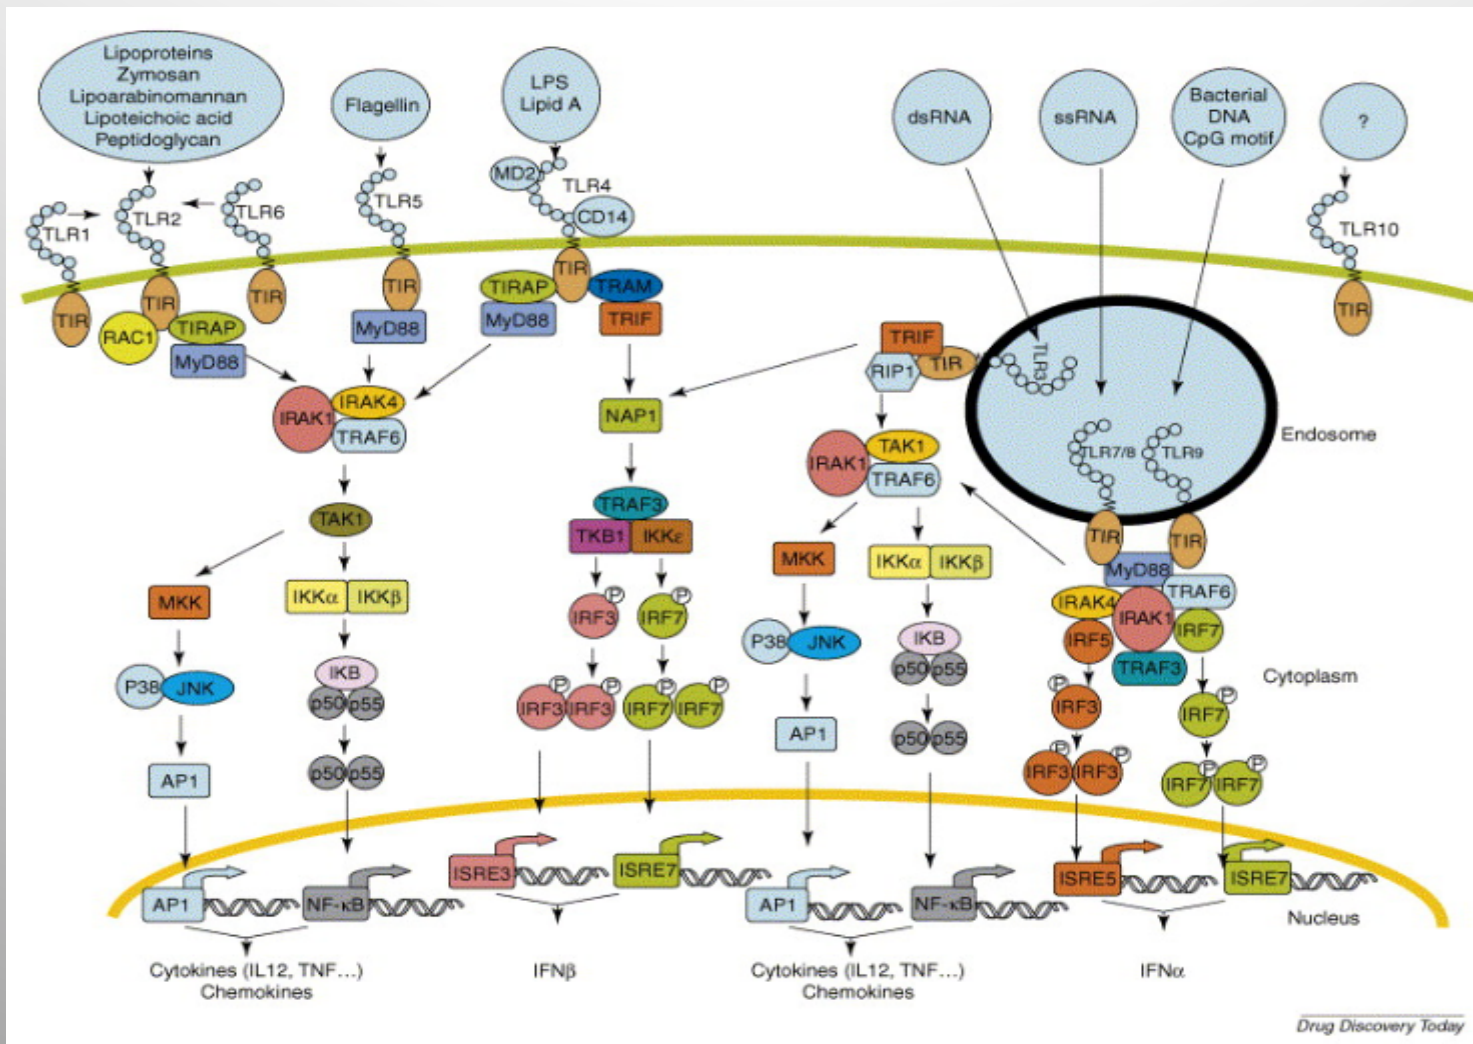 Lipoproteins
Zymosan
Lipoarabinomannan
Lipoteichoic acid
Peptidoglycan
Flagellin
LPS
Lipid A
dsRNA
ssRNA
Bacterial
DNA
CpG motif
?
MD2
TLR4
CD14
TLR1
TLR2
TLR6
TLR5
TLR10
TIR
TIR
TIR
TIR
TIR
TIR
RAC1
TIRAP
MyD88
MyD88
TIRAP
MyD88
TRAM
TRIF
TRIF
RIP1
TIR
TLR3
TLR7/8
TLR9
Endosome
IRAK1
IRAK4
TRAF6
NAP1
IRAK1
TAK1
TRAF6
TAK1
TRAF3
TKB1
IKKε
TIR
TIR
MyD88
IRAK4
IRAK1
TRAF6
IRF5
IRF7
TRAF3
MKK
IKKα
IKKβ
P
IRF3
P
IRF7
MKK
IKKα
IKKβ
P38
JNK
IKB
p50
p55
P
IRF3
P
IRF3
P
IRF7
P
IRF7
P38
JNK
IKB
p50
p55
Cytoplasm
P
IRF3
P
IRF7
AP1
p50
p55
AP1
p50
p55
P
IRF3
P
IRF3
P
IRF7
P
IRF7
AP1
NF-κB
ISRE3
ISRE7
AP1
NF-κB
ISRE5
ISRE7
Nucleus
Cytokines (IL12, TNF...)
Chemokines
IFNβ
Cytokines (IL12, TNF...)
Chemokines
IFNα
Drug Discovery Today